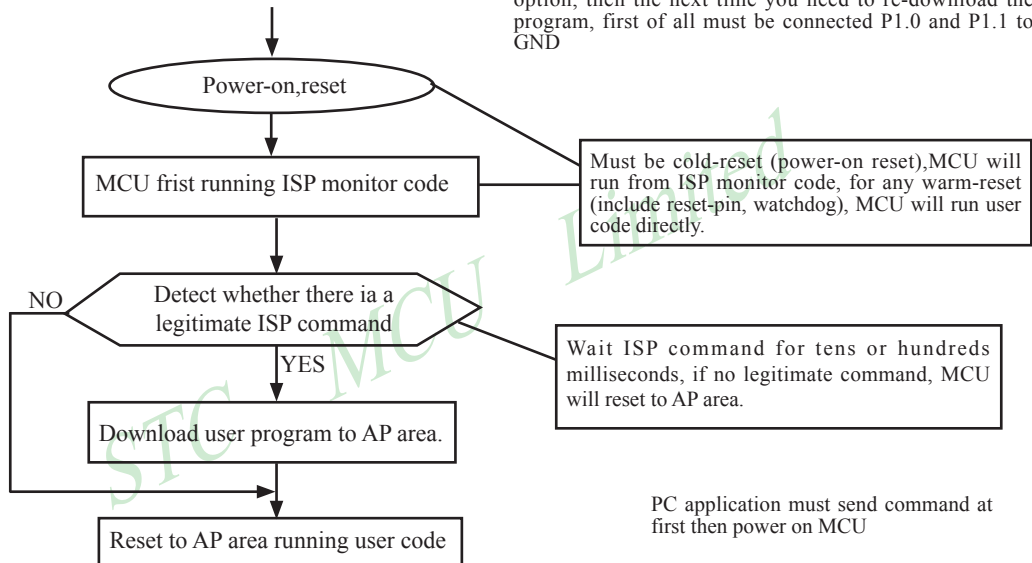 option, then the next time you need to re-download the
program, first of all must be connected P1.0 and P1.1 to
GND
Power-on,reset
MCU frist running ISP monitor code
Must be cold-reset (power-on reset),MCU will
run from ISP monitor code, for any warm-reset
(include reset-pin, watchdog), MCU will run user
code directly.
NO
Detect whether there ia a
legitimate ISP command
YES
Wait ISP command for tens or hundreds
milliseconds, if no legitimate command, MCU
will reset to AP area.
Download user program to AP area.
PC application must send command at
first then power on MCU
Reset to AP area running user code
STC MCU Limited